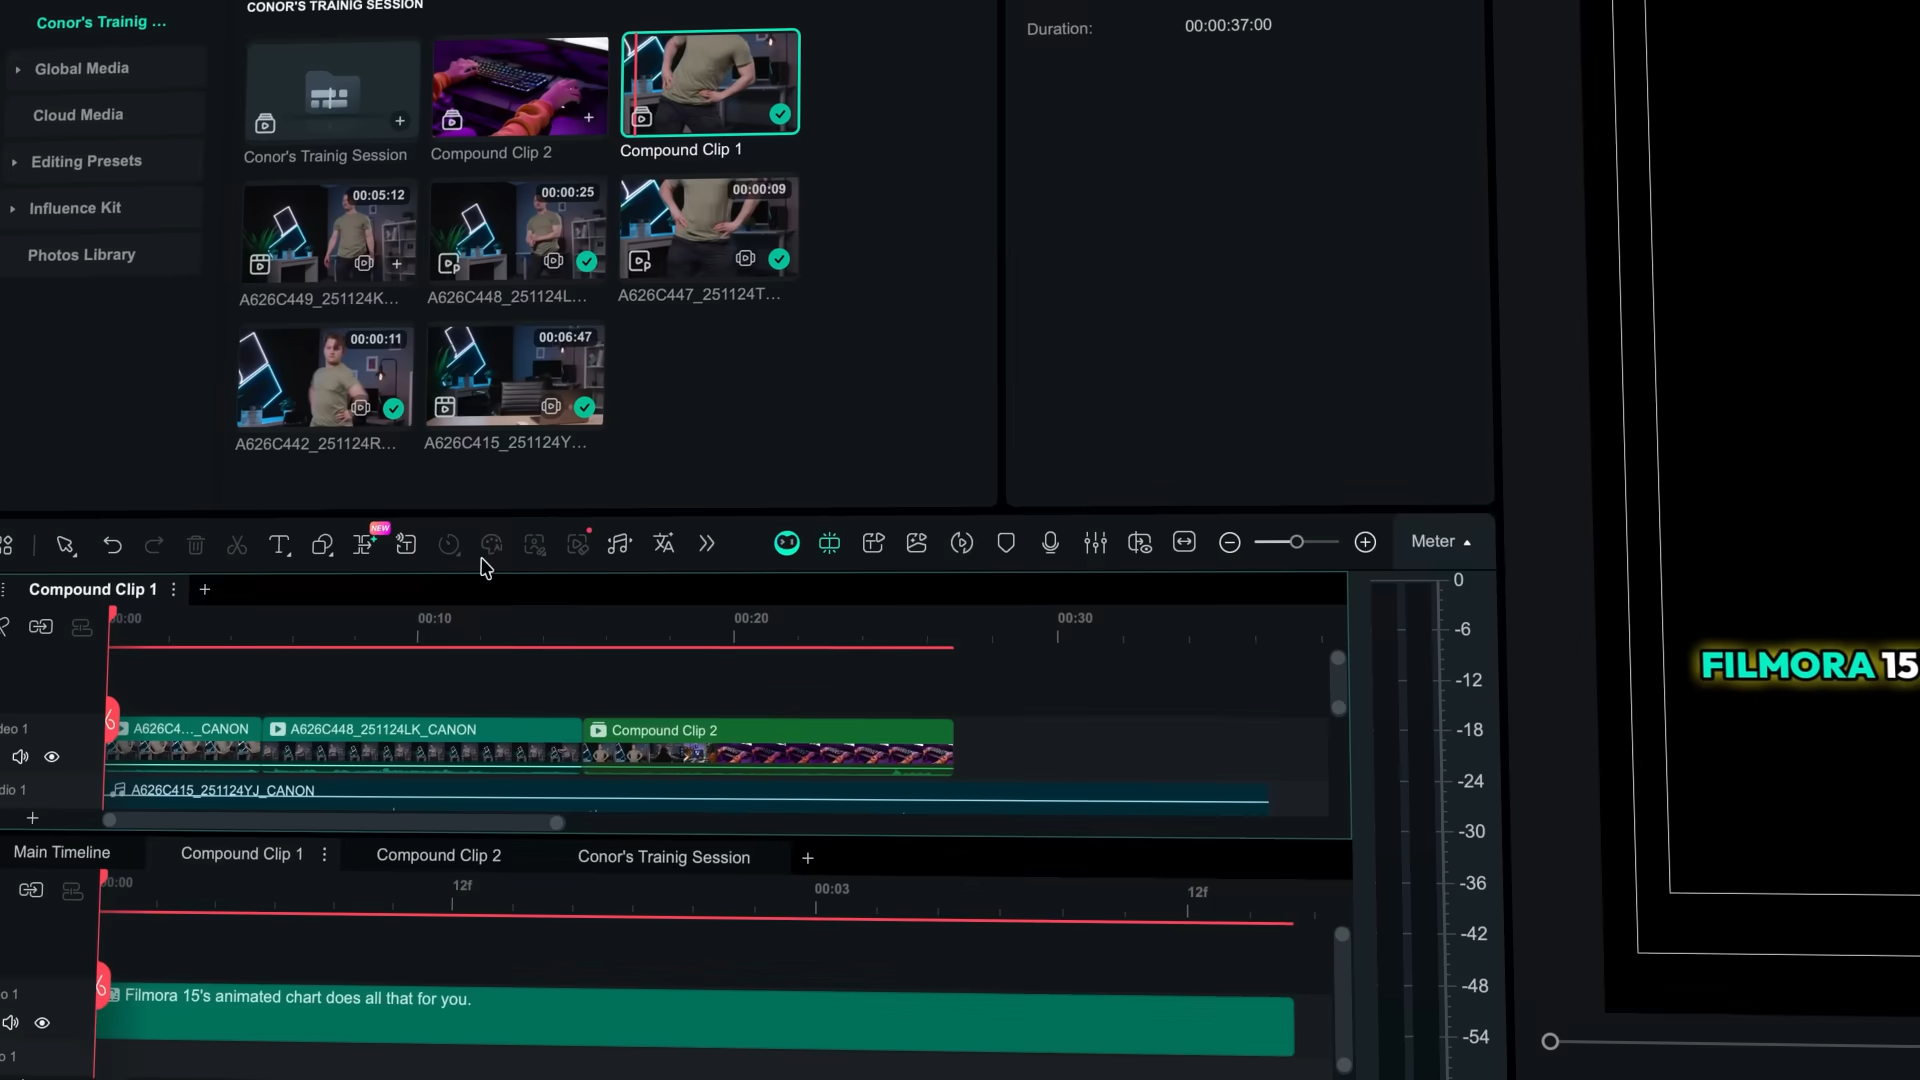 Conor's Trainig ...
CONOR'S TRAINIG SESSION
Duration:
00:00:37:00
Global Media
Cloud Media
Editing Presets
Influence Kit
Photos Library
Conor's Trainig Session
Compound Clip 2
Compound Clip 1
00:05:12
00:00:25
00:00:09
A626C449_251124K...
A626C448_251124L...
A626C447_251124T...
00:00:11
00:06:47
A626C442_251124R...
A626C415_251124Y...
NEW
Meter
Compound Clip 1
:00
00:10
00:20
00:30
deo 1
A626C4..._CANON
A626C448_251124LK_CANON
Compound Clip 2
dio 1
A626C415_251124YJ_CANON
0
-6
-12
-18
-24
-30
-36
-42
-48
-54
FILMORA 15
Main Timeline
Compound Clip 1
Compound Clip 2
Conor's Trainig Session
0:00
12f
00:03
12f
o 1
Filmora 15's animated chart does all that for you.
o 1